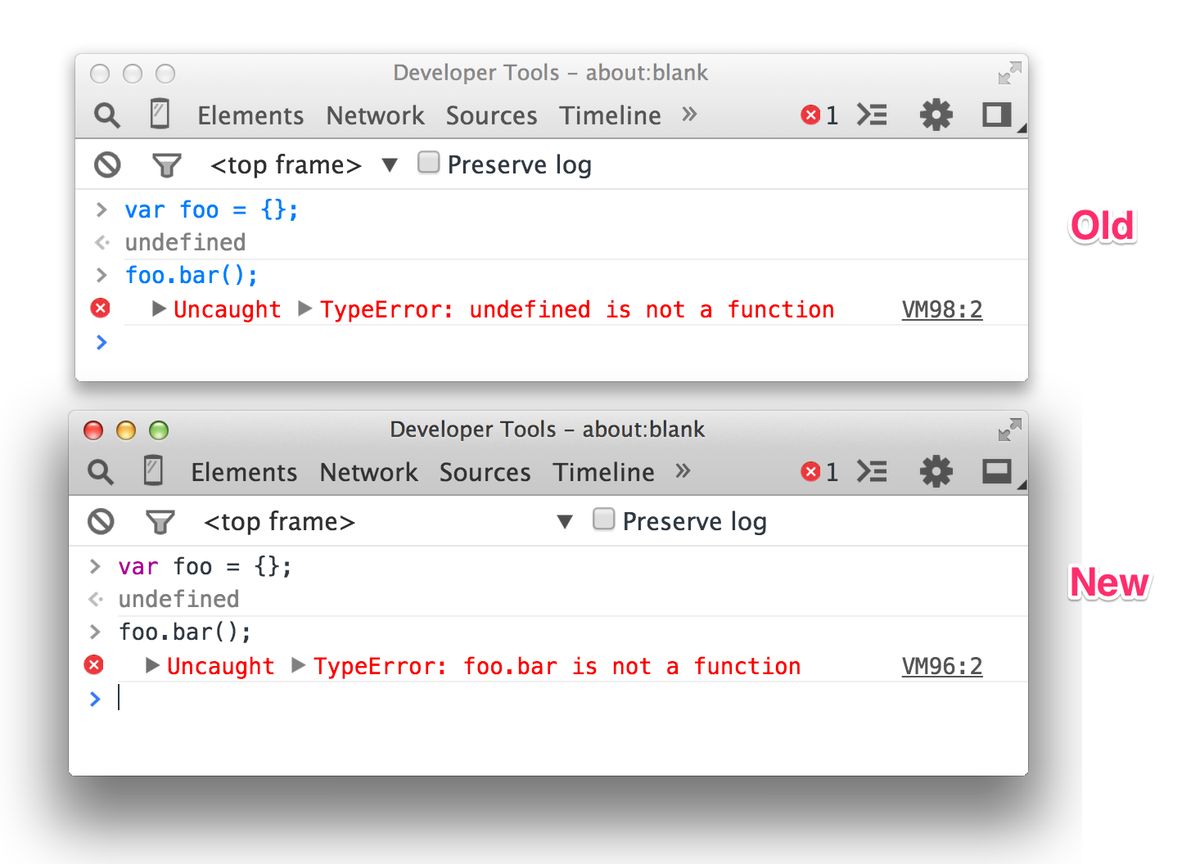 Developer Tools – about:blank
Elements Network Sources Timeline » 1
<top frame> ▼ Preserve log
> var foo = {};
undefined
> foo.bar();
▶ Uncaught ▶ TypeError: undefined is not a function VM98:2
>
Old
Developer Tools – about:blank
Elements Network Sources Timeline » 1
<top frame> ▼ Preserve log
> var foo = {};
undefined
> foo.bar();
▶ Uncaught ▶ TypeError: foo.bar is not a function VM96:2
>
New